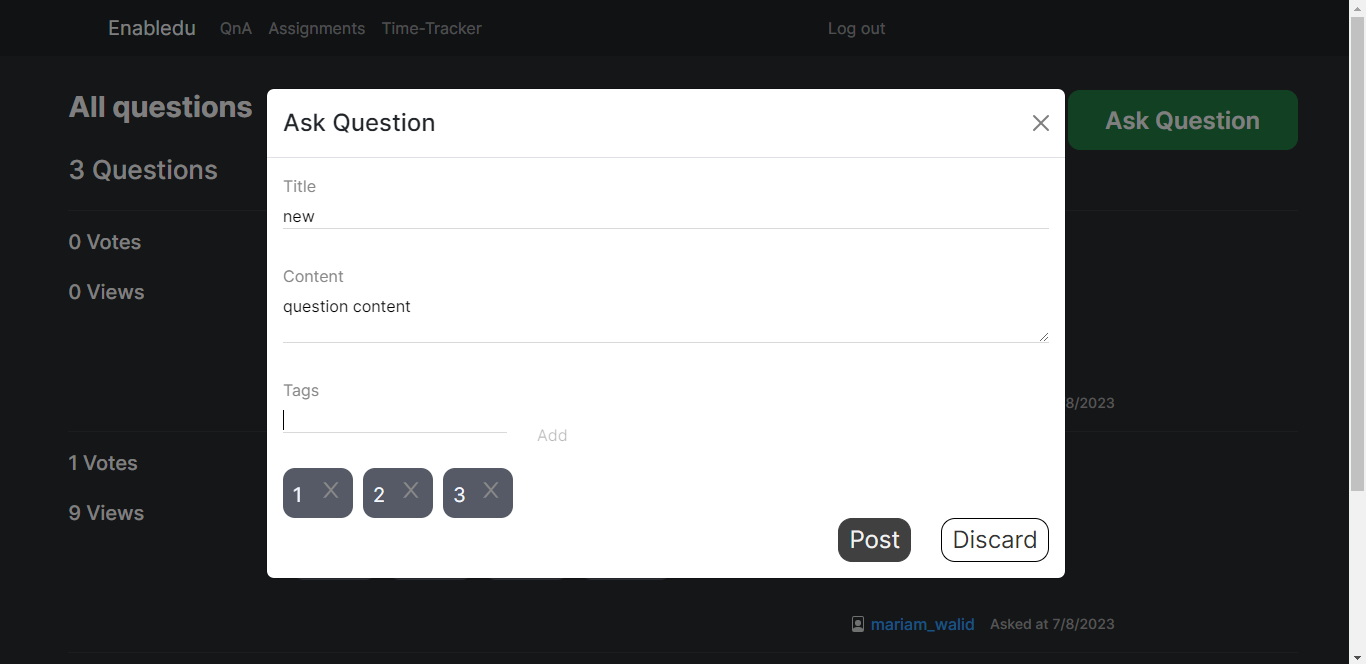 Enabledu QnA Assignments Time-Tracker Log out
All questions
Ask Question
3 Questions
0 Votes
0 Views
8/2023
1 Votes
9 Views
mariam_walid Asked at 7/8/2023
Ask Question
Title
new
Content
question content
Tags
Add
1 2 3
Post Discard